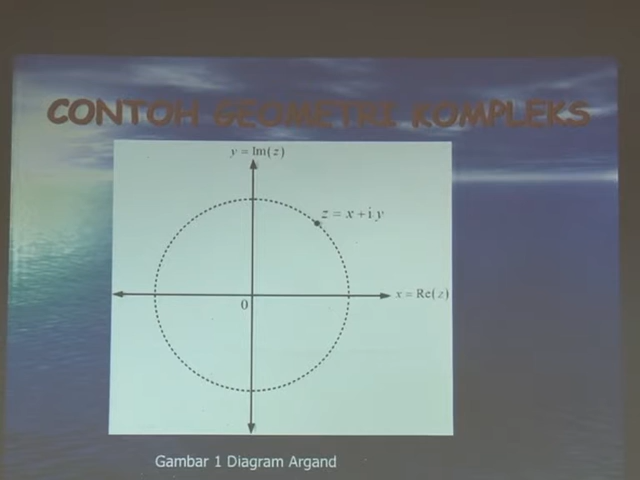 CONTOH GEOMETRI KOMPLEKS
y = Im(z)
z = x + i y
x = Re(z)
0
Gambar 1 Diagram Argand